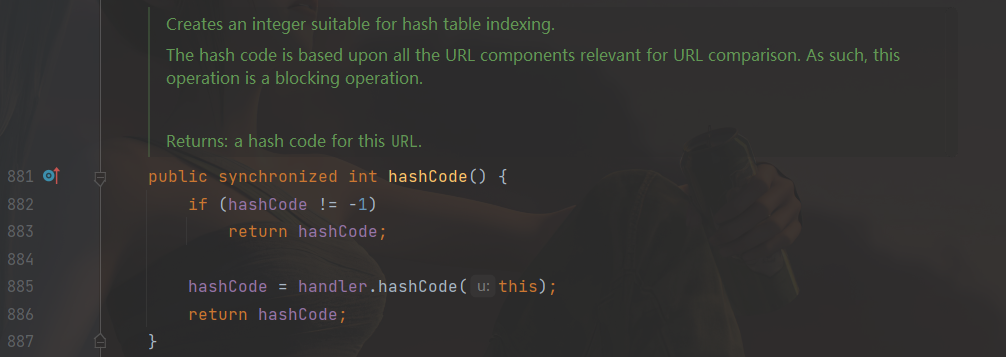 Creates an integer suitable for hash table indexing.
The hash code is based upon all the URL components relevant for URL comparison. As such, this
operation is a blocking operation.
Returns: a hash code for this URL.
881 public synchronized int hashCode() {
882 if (hashCode != -1)
883 return hashCode;
884
885 hashCode = handler.hashCode( u: this);
886 return hashCode;
887 }